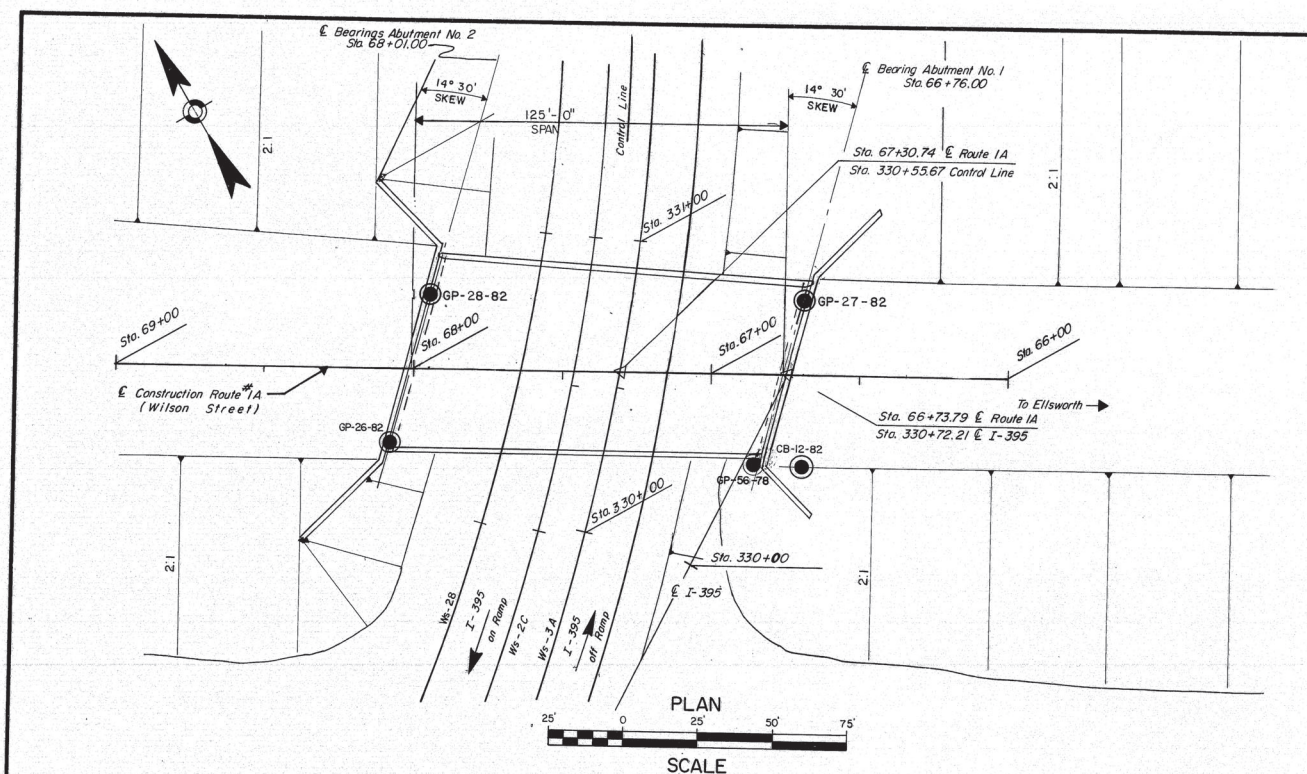 ℄ Bearings Abutment No. 2
Sta. 68+01.00
14° 30'
SKEW
125'-0"
SPAN
Control Line
℄ Bearing Abutment No. 1
Sta. 66+76.00
14° 30'
SKEW
Sta. 67+30.74 ℄ Route 1A
Sta. 330+55.67 Control Line
2:1
2:1
Sta. 331+00
GP-28-82
GP-27-82
Sta. 69+00
Sta. 68+00
Sta. 67+00
Sta. 66+00
℄ Construction Route #1A
(Wilson Street)
To Ellsworth
Sta. 66+73.79 ℄ Route 1A
Sta. 330+72.21 ℄ I-395
GP-26-82
CB-12-82
GP-56-78
Sta. 330+00
Sta. 330+00
℄ I-395
2:1
2:1
Ws-28
I-395
on Ramp
Ws-2C
Ws-3A
I-395
off Ramp
PLAN
25' 0 25' 50' 75'
SCALE